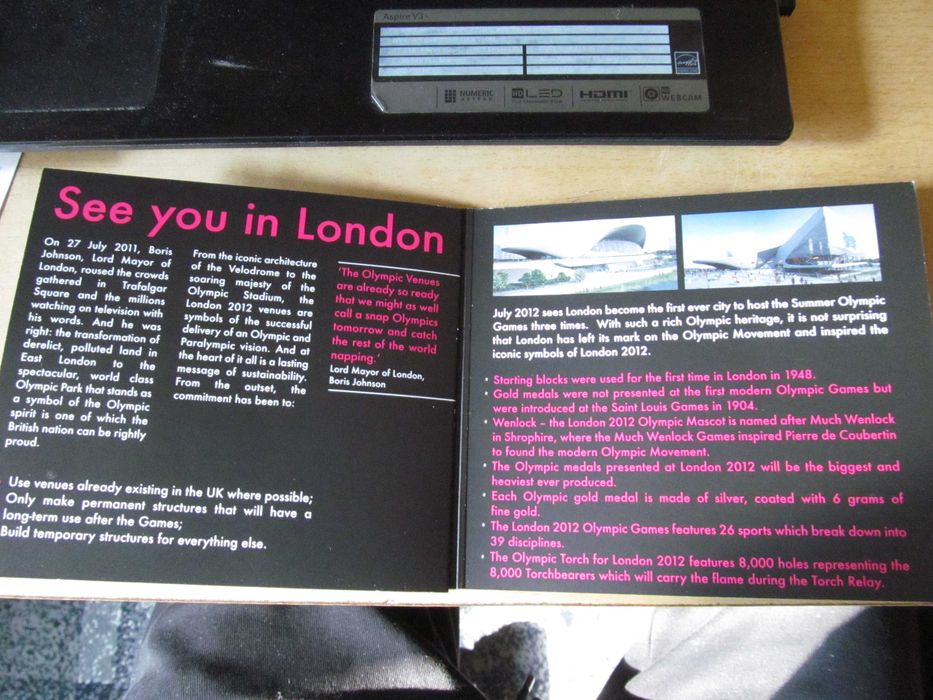 Aspire V3
NUMERIC
KEYPAD
HD LED
HDMI
HD
WEBCAM
See you in London
On 27 July 2011, Boris
Johnson, Lord Mayor of
London, roused the crowds
gathered in Trafalgar
Square and the millions
watching on television with
his words. And he was
right: the transformation of
derelict, polluted land in
East London to the
spectacular, world class
Olympic Park that stands as
a symbol of the Olympic
spirit is one of which the
British nation can be rightly
proud.
From the iconic architecture
of the Velodrome to the
soaring majesty of the
Olympic Stadium, the
London 2012 venues are
symbols of the successful
delivery of an Olympic and
Paralympic vision. And at
the heart of it all is a lasting
message of sustainability.
From the outset, the
commitment has been to:
'The Olympic Venues
are already so ready
that we might as well
call a snap Olympics
tomorrow and catch
the rest of the world
napping.'
Lord Mayor of London,
Boris Johnson
Use venues already existing in the UK where possible;
Only make permanent structures that will have a
long-term use after the Games;
Build temporary structures for everything else.
July 2012 sees London become the first ever city to host the Summer Olympic
Games three times. With such a rich Olympic heritage, it is not surprising
that London has left its mark on the Olympic Movement and inspired the
iconic symbols of London 2012.
• Starting blocks were used for the first time in London in 1948.
• Gold medals were not presented at the first modern Olympic Games but
were introduced at the Saint Louis Games in 1904.
• Wenlock – the London 2012 Olympic Mascot is named after Much Wenlock
in Shrophire, where the Much Wenlock Games inspired Pierre de Coubertin
to found the modern Olympic Movement.
• The Olympic medals presented at London 2012 will be the biggest and
heaviest ever produced.
• Each Olympic gold medal is made of silver, coated with 6 grams of
fine gold.
• The London 2012 Olympic Games features 26 sports which break down into
39 disciplines.
• The Olympic Torch for London 2012 features 8,000 holes representing the
8,000 Torchbearers which will carry the flame during the Torch Relay.